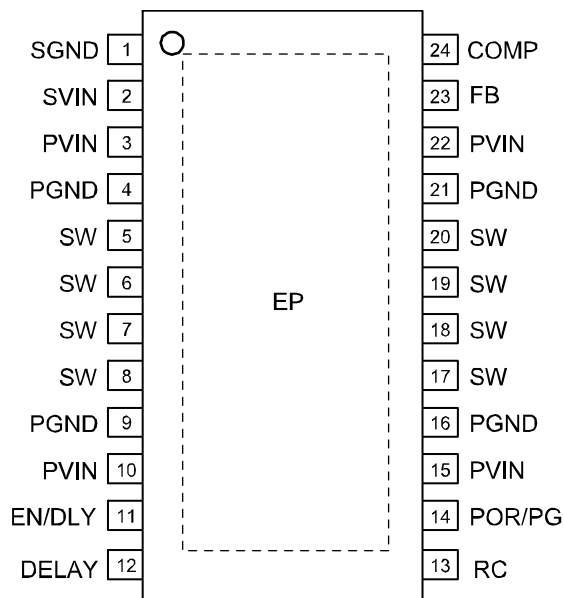 SGND 1 24 COMP
SVIN 2 23 FB
PVIN 3 22 PVIN
PGND 4 21 PGND
SW 5 20 SW
SW 6 19 SW
EP
SW 7 18 SW
SW 8 17 SW
PGND 9 16 PGND
PVIN 10 15 PVIN
EN/DLY 11 14 POR/PG
DELAY 12 13 RC